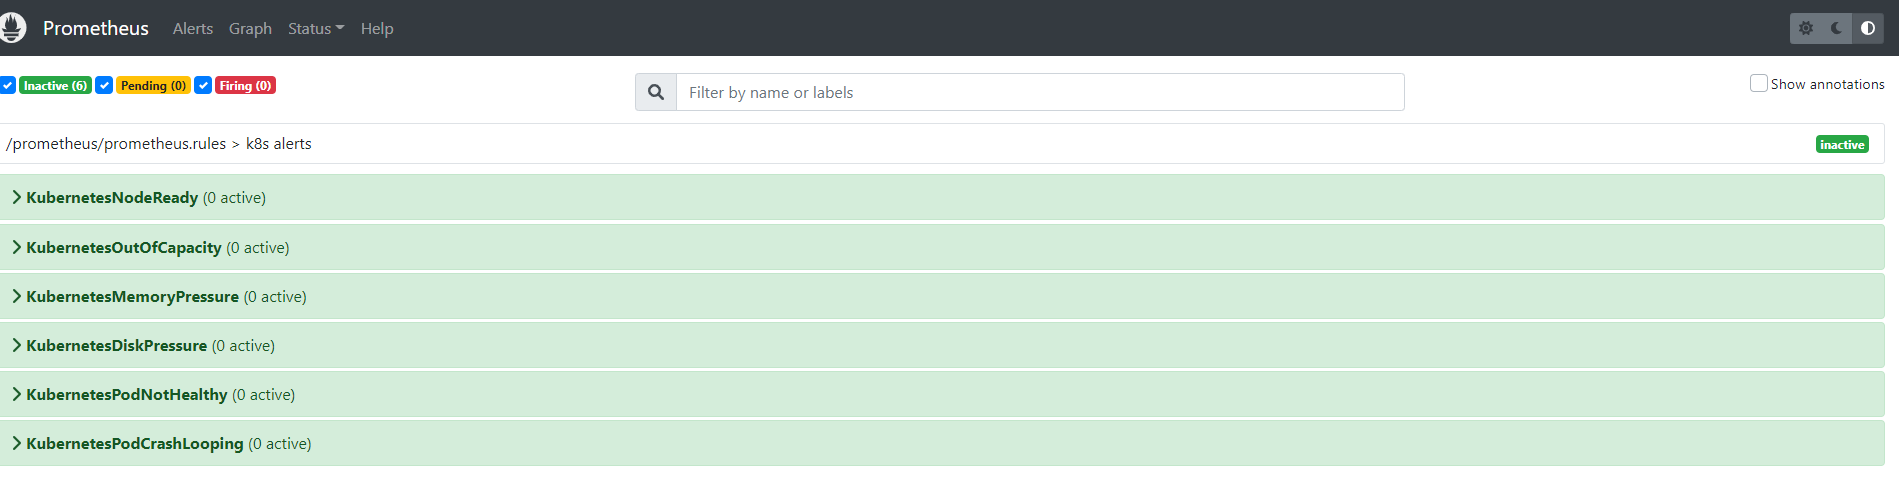 Prometheus Alerts Graph Status Help
Inactive (6) Pending (0) Firing (0) Filter by name or labels Show annotations
/prometheus/prometheus.rules > k8s alerts inactive
KubernetesNodeReady (0 active)
KubernetesOutOfCapacity (0 active)
KubernetesMemoryPressure (0 active)
KubernetesDiskPressure (0 active)
KubernetesPodNotHealthy (0 active)
KubernetesPodCrashLooping (0 active)